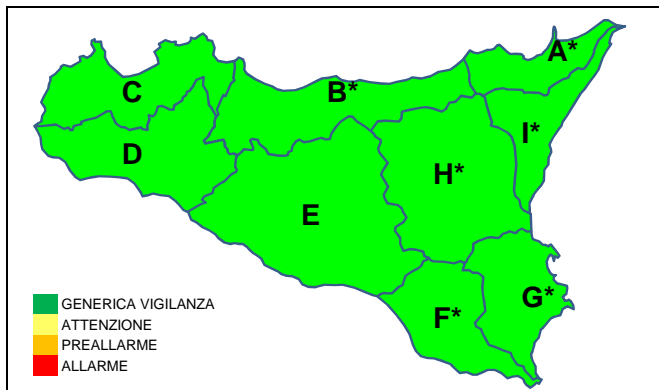 A*
B*
C
I*
D
H*
E
G*
F*
GENERICA VIGILANZA
ATTENZIONE
PREALLARME
ALLARME